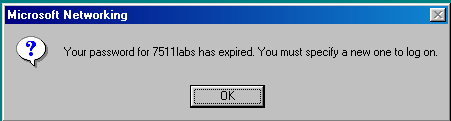 Microsoft Networking
Your password for 7511labs has expired. You must specify a new one to log on.
OK